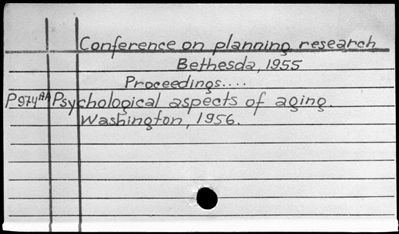 Conference on planning research
Bethesda, 1955
Proceedings....
P974AA Psychological aspects of aging.
Washington, 1956.